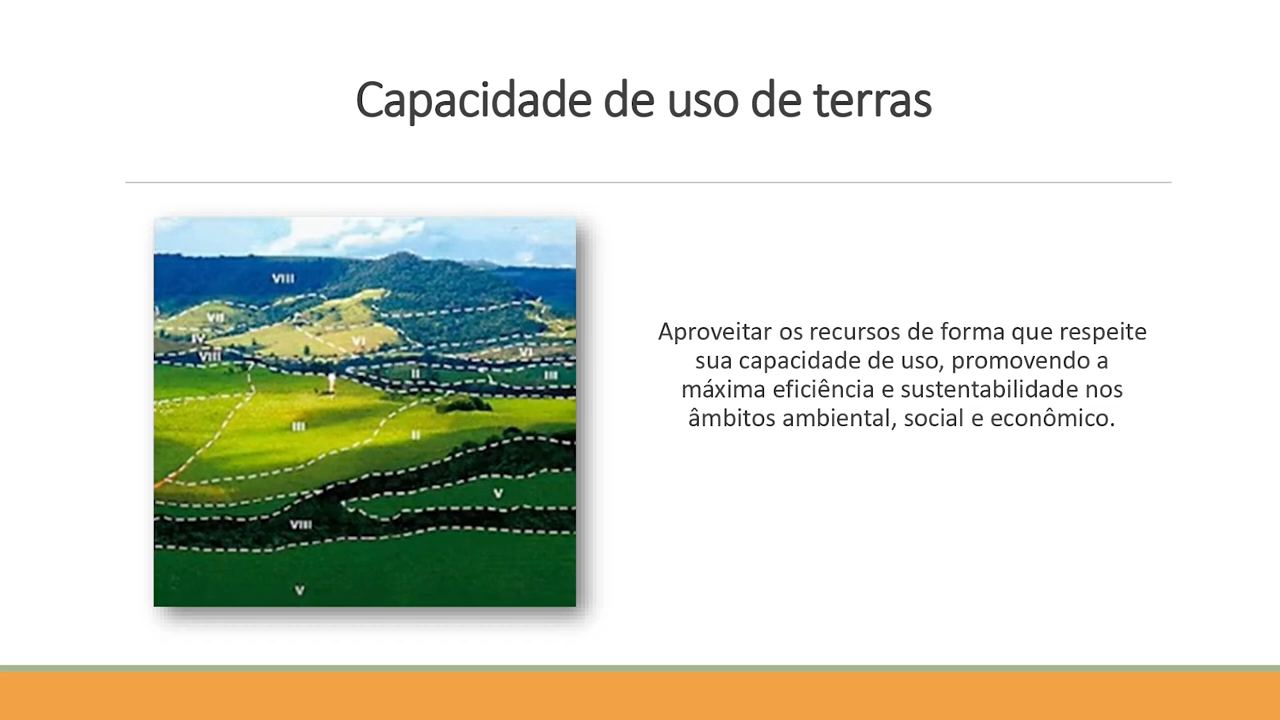 Capacidade de uso de terras
VIII
VII
IV
VI
VIII
VI
II
III
III
II
V
VIII
V
Aproveitar os recursos de forma que respeite
sua capacidade de uso, promovendo a
máxima eficiência e sustentabilidade nos
âmbitos ambiental, social e econômico.